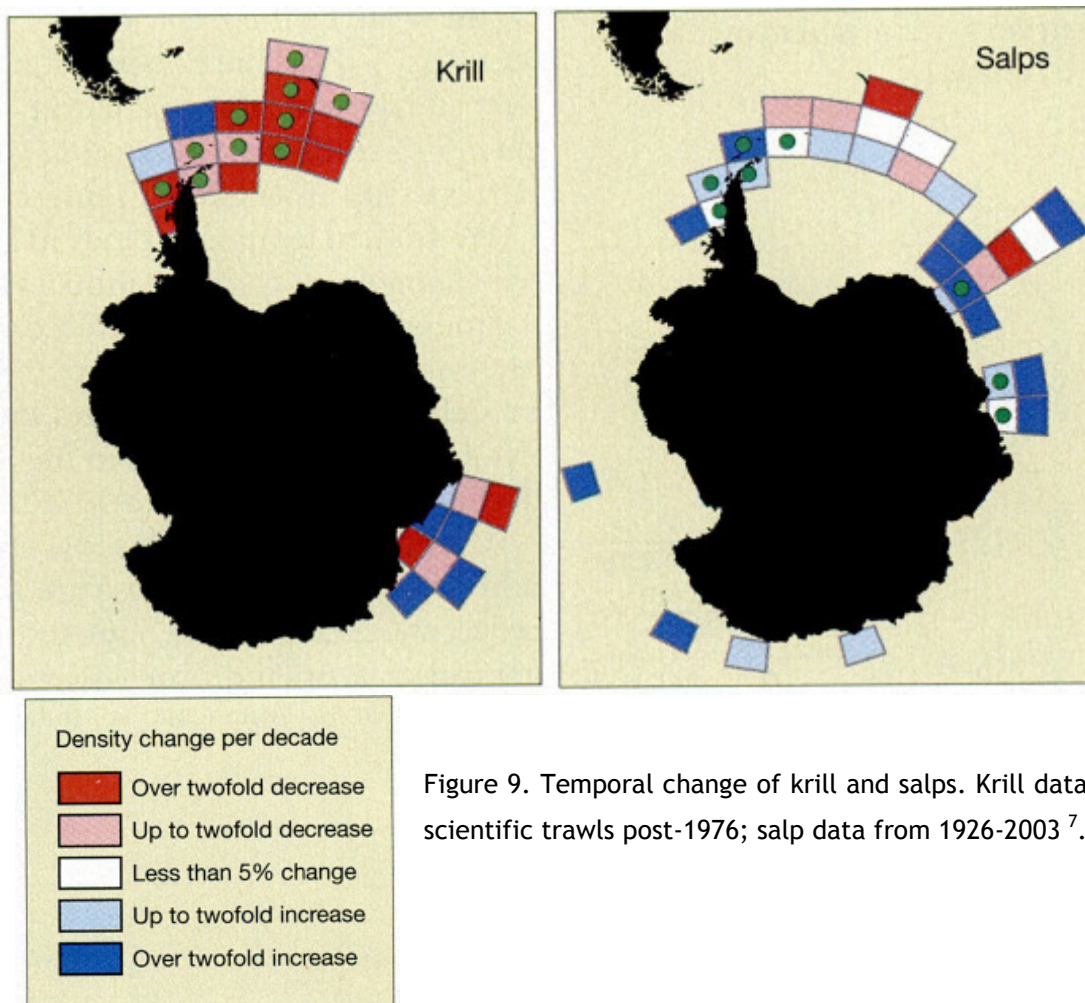 Krill
Salps
Density change per decade
Over twofold decrease
Up to twofold decrease
Less than 5% change
Up to twofold increase
Over twofold increase
Figure 9. Temporal change of krill and salps. Krill data
scientific trawls post-1976; salp data from 1926-2003 7.